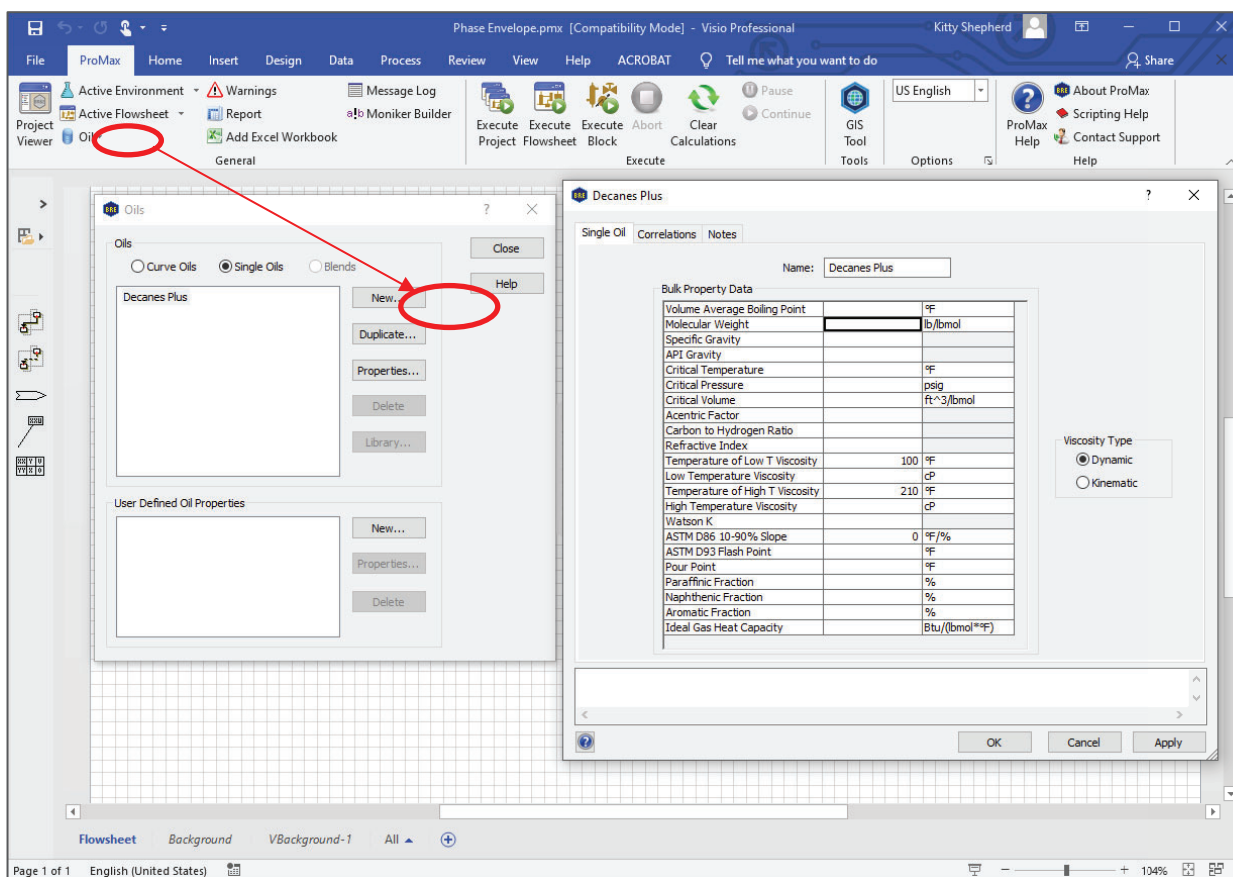 Phase Envelope.pmx [Compatibility Mode] - Visio Professional
Kitty Shepherd
File ProMax Home Insert Design Data Process Review View Help ACROBAT Tell me what you want to do Share
Project Viewer
Active Environment
Active Flowsheet
Oils
Warnings
Report
Add Excel Workbook
Message Log
a!b Moniker Builder
General
Execute Project
Execute Flowsheet
Execute Block
Abort
Clear Calculations
Pause
Continue
Execute
GIS Tool
Tools
US English
Options
ProMax Help
BRE About ProMax
Scripting Help
Contact Support
Help
BRE Oils ?
Oils
Curve Oils Single Oils Blends
Decanes Plus
New...
Duplicate...
Properties...
Delete
Library...
Close
Help
User Defined Oil Properties
New...
Properties...
Delete
BRE Decanes Plus ?
Single Oil Correlations Notes
Name: Decanes Plus
Bulk Property Data
Volume Average Boiling Point °F
Molecular Weight lb/lbmol
Specific Gravity
API Gravity
Critical Temperature °F
Critical Pressure psig
Critical Volume ft^3/lbmol
Acentric Factor
Carbon to Hydrogen Ratio
Refractive Index
Temperature of Low T Viscosity 100 °F
Low Temperature Viscosity cP
Temperature of High T Viscosity 210 °F
High Temperature Viscosity cP
Watson K
ASTM D86 10-90% Slope 0 °F/%
ASTM D93 Flash Point °F
Pour Point °F
Paraffinic Fraction %
Naphthenic Fraction %
Aromatic Fraction %
Ideal Gas Heat Capacity Btu/(lbmol*°F)
Viscosity Type
Dynamic
Kinematic
OK Cancel Apply
Flowsheet Background VBackground-1 All
Page 1 of 1 English (United States) 104%